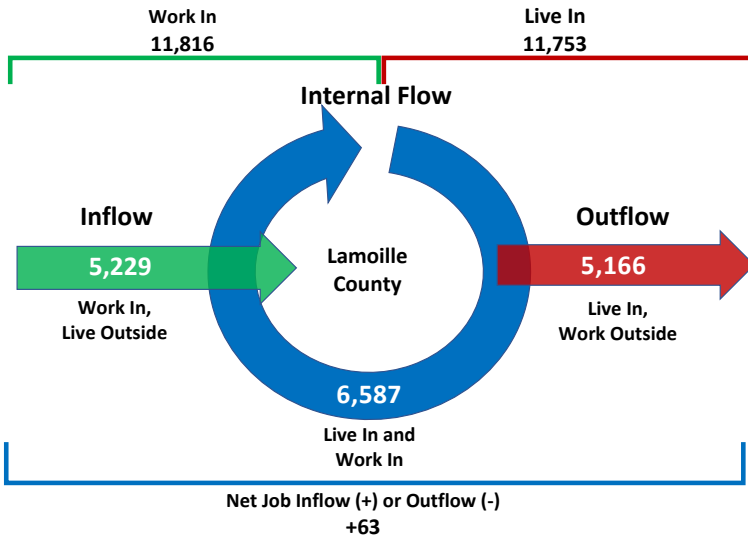 Work In
11,816
Live In
11,753
Internal Flow
Inflow
5,229
Work In,
Live Outside
Lamoille
County
Outflow
5,166
Live In,
Work Outside
6,587
Live In and
Work In
Net Job Inflow (+) or Outflow (-)
+63